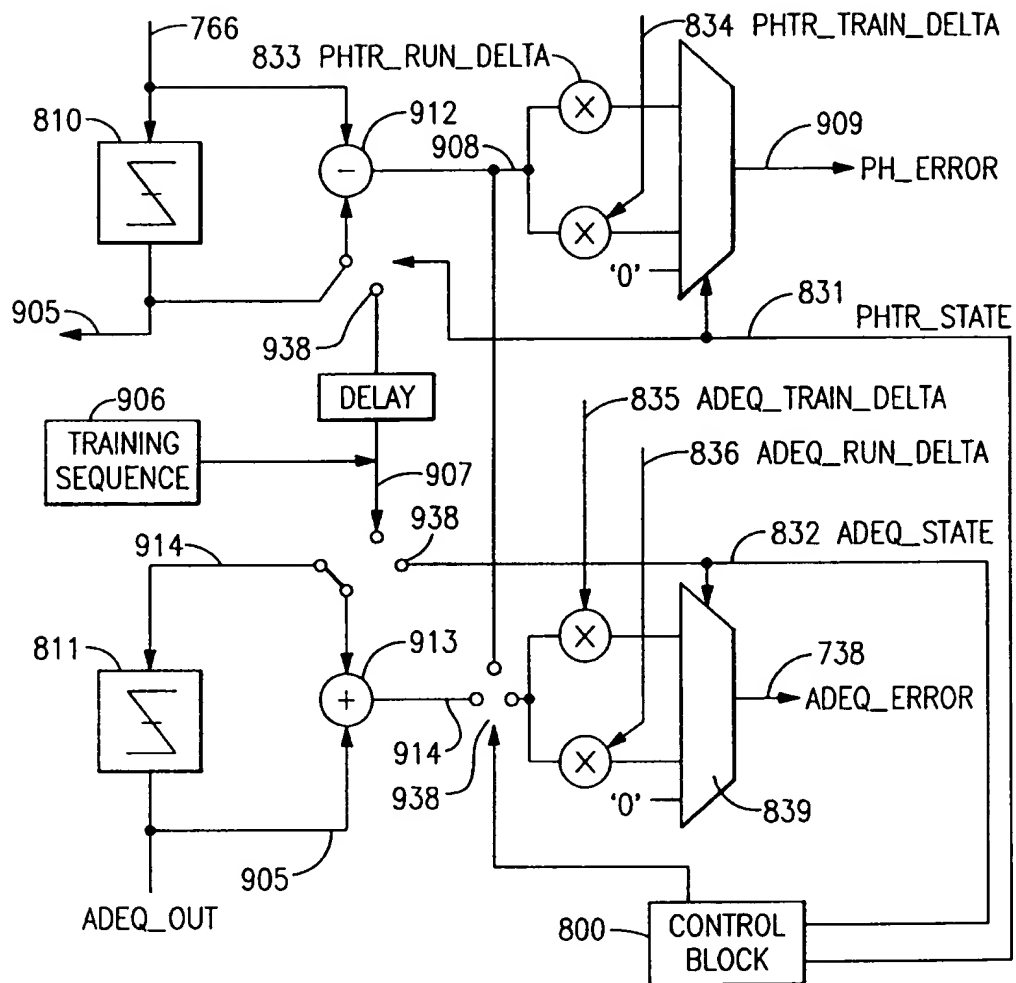 766
834 PHTR_TRAIN_DELTA
833 PHTR_RUN_DELTA
810
912
X
908
909
-
PH_ERROR
X
'0'
831
905
PHTR_STATE
938
DELAY
906
835 ADEQ_TRAIN_DELTA
TRAINING
SEQUENCE
836 ADEQ_RUN_DELTA
907
938
832 ADEQ_STATE
914
X
811
913
738
+
ADEQ_ERROR
914
X
938
'0'
839
905
ADEQ_OUT
800
CONTROL
BLOCK